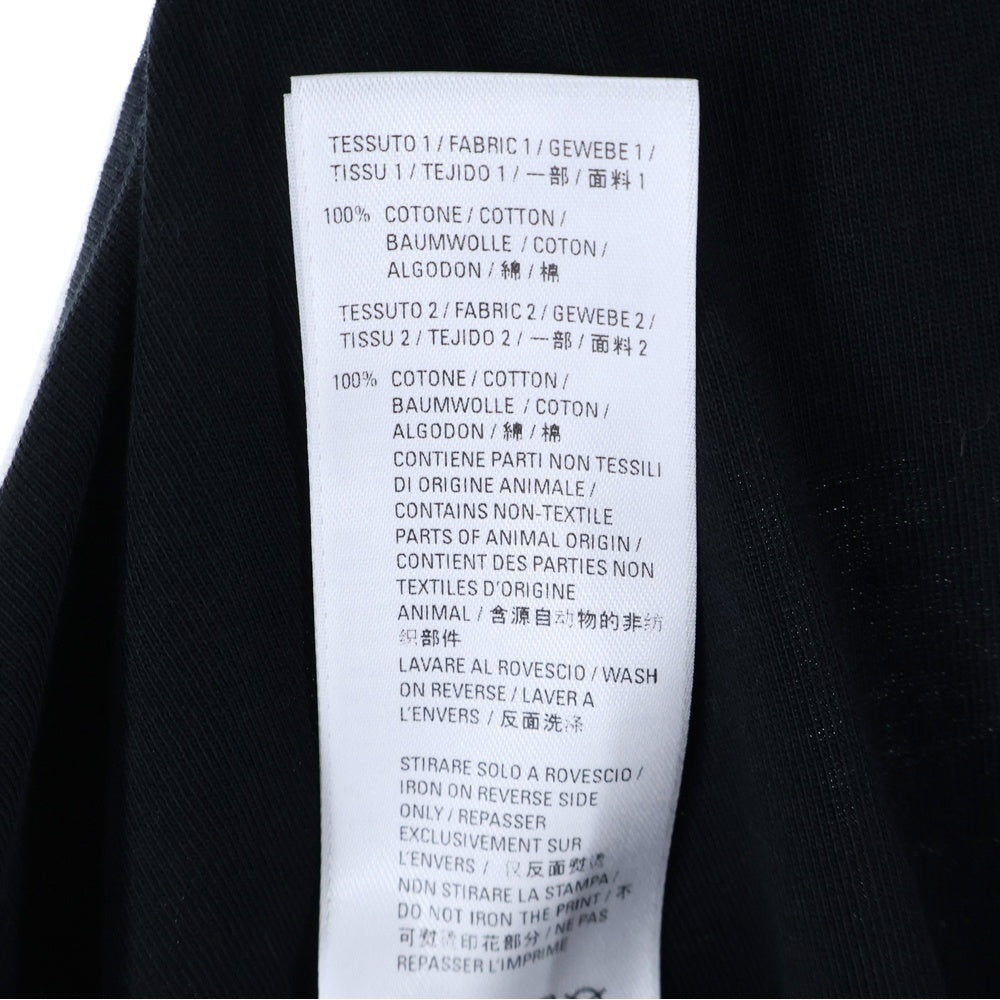 TESSUTO 1 / FABRIC 1 / GEWEBE 1 /
TISSU 1 / TEJIDO 1 / 一部 / 面料 1
100% COTONE / COTTON /
BAUMWOLLE / COTON /
ALGODON / 綿 / 棉
TESSUTO 2 / FABRIC 2 / GEWEBE 2 /
TISSU 2 / TEJIDO 2 / 一部 / 面料 2
100% COTONE / COTTON /
BAUMWOLLE / COTON /
ALGODON / 綿 / 棉
CONTIENE PARTI NON TESSILI
DI ORIGINE ANIMALE /
CONTAINS NON-TEXTILE
PARTS OF ANIMAL ORIGIN /
CONTIENT DES PARTIES NON
TEXTILES D'ORIGINE
ANIMAL / 含源自动物的非纺
织部件
LAVARE AL ROVESCIO / WASH
ON REVERSE / LAVER A
L'ENVERS / 反面洗涤
STIRARE SOLO A ROVESCIO /
IRON ON REVERSE SIDE
ONLY / REPASSER
EXCLUSIVEMENT SUR
L'ENVERS / 仅反面熨烫
NON STIRARE LA STAMPA /
DO NOT IRON THE PRINT / 不
可熨烫印花部分 / NE PAS
REPASSER L'IMPRIMÉ